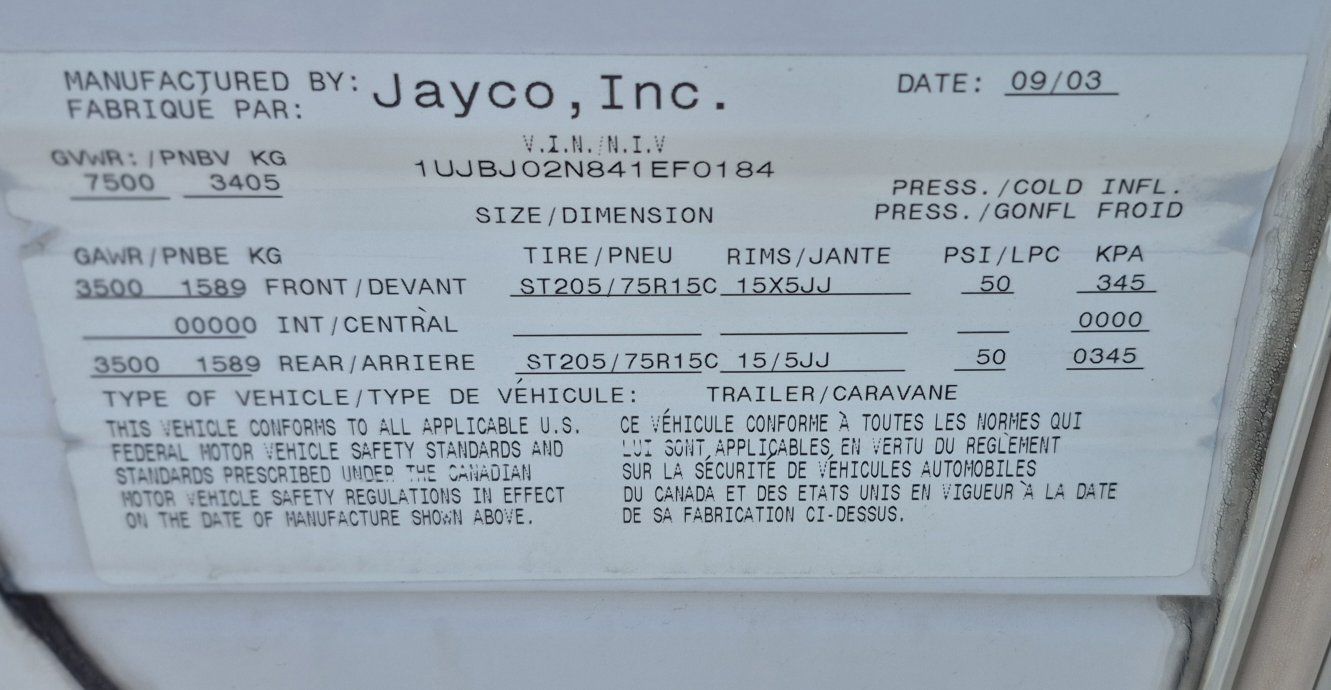 MANUFACTURED BY: Jayco, Inc. DATE: 09/03
FABRIQUE PAR:
V.I.N./N.I.V
GVWR:/PNBV KG 1UJBJ02N841EF0184
7500 3405 PRESS./COLD INFL.
SIZE/DIMENSION PRESS./GONFL FROID
GAWR/PNBE KG TIRE/PNEU RIMS/JANTE PSI/LPC KPA
3500 1589 FRONT/DEVANT ST205/75R15C 15X5JJ 50 345
00000 INT/CENTRÀL 0000
3500 1589 REAR/ARRIERE ST205/75R15C 15/5JJ 50 0345
TYPE OF VEHICLE/TYPE DE VÉHICULE: TRAILER/CARAVANE
THIS VEHICLE CONFORMS TO ALL APPLICABLE U.S.
FEDERAL MOTOR VEHICLE SAFETY STANDARDS AND
STANDARDS PRESCRIBED UNDER THE CANADIAN
MOTOR VEHICLE SAFETY REGULATIONS IN EFFECT
ON THE DATE OF MANUFACTURE SHOWN ABOVE.
CE VÉHICULE CONFORME À TOUTES LES NORMES QUI
LUI SONT APPLICABLES EN VERTU DU REGLEMENT
SUR LA SÉCURITÉ DE VÉHICULES AUTOMOBILES
DU CANADA ET DES ETATS UNIS EN VIGUEUR À LA DATE
DE SA FABRICATION CI-DESSUS.